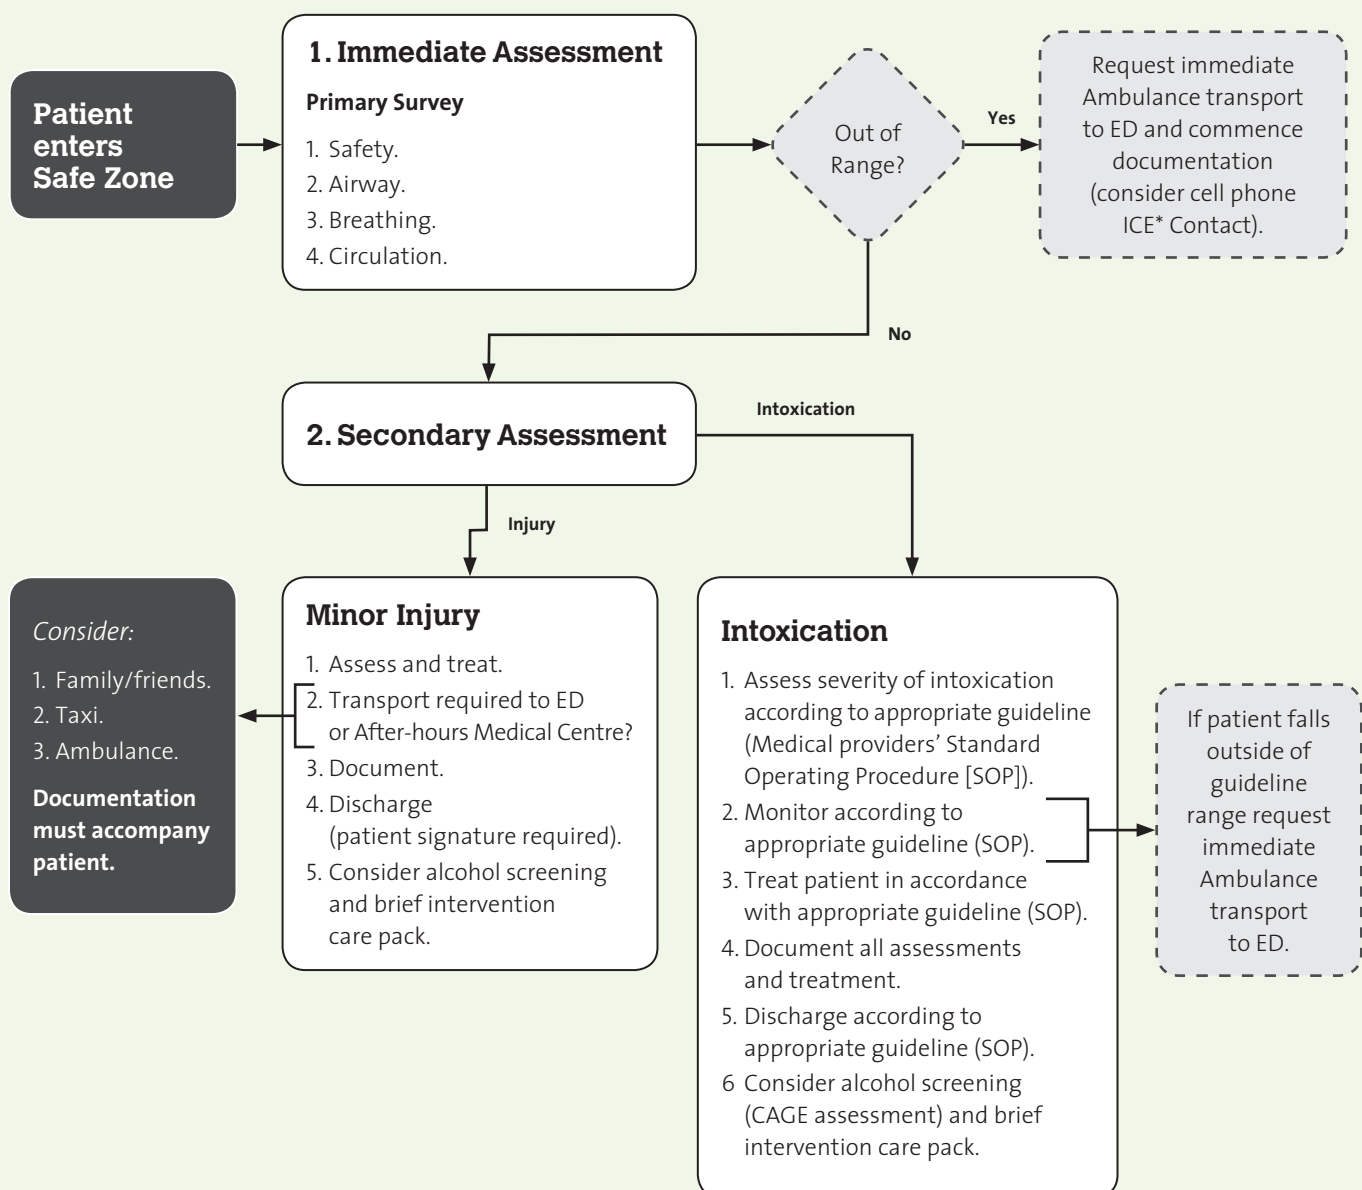 Patient
enters
Safe Zone
1. Immediate Assessment
Primary Survey
1. Safety.
2. Airway.
3. Breathing.
4. Circulation.
Out of
Range?
Yes
Request immediate
Ambulance transport
to ED and commence
documentation
(consider cell phone
ICE* Contact).
No
2. Secondary Assessment
Intoxication
Injury
Consider:
1. Family/friends.
2. Taxi.
3. Ambulance.
Documentation
must accompany
patient.
Minor Injury
1. Assess and treat.
2. Transport required to ED
or After-hours Medical Centre?
3. Document.
4. Discharge
(patient signature required).
5. Consider alcohol screening
and brief intervention
care pack.
Intoxication
1. Assess severity of intoxication
according to appropriate guideline
(Medical providers’ Standard
Operating Procedure [SOP]).
2. Monitor according to
appropriate guideline (SOP).
3. Treat patient in accordance
with appropriate guideline (SOP).
4. Document all assessments
and treatment.
5. Discharge according to
appropriate guideline (SOP).
6 Consider alcohol screening
(CAGE assessment) and brief
intervention care pack.
If patient falls
outside of
guideline
range request
immediate
Ambulance
transport
to ED.